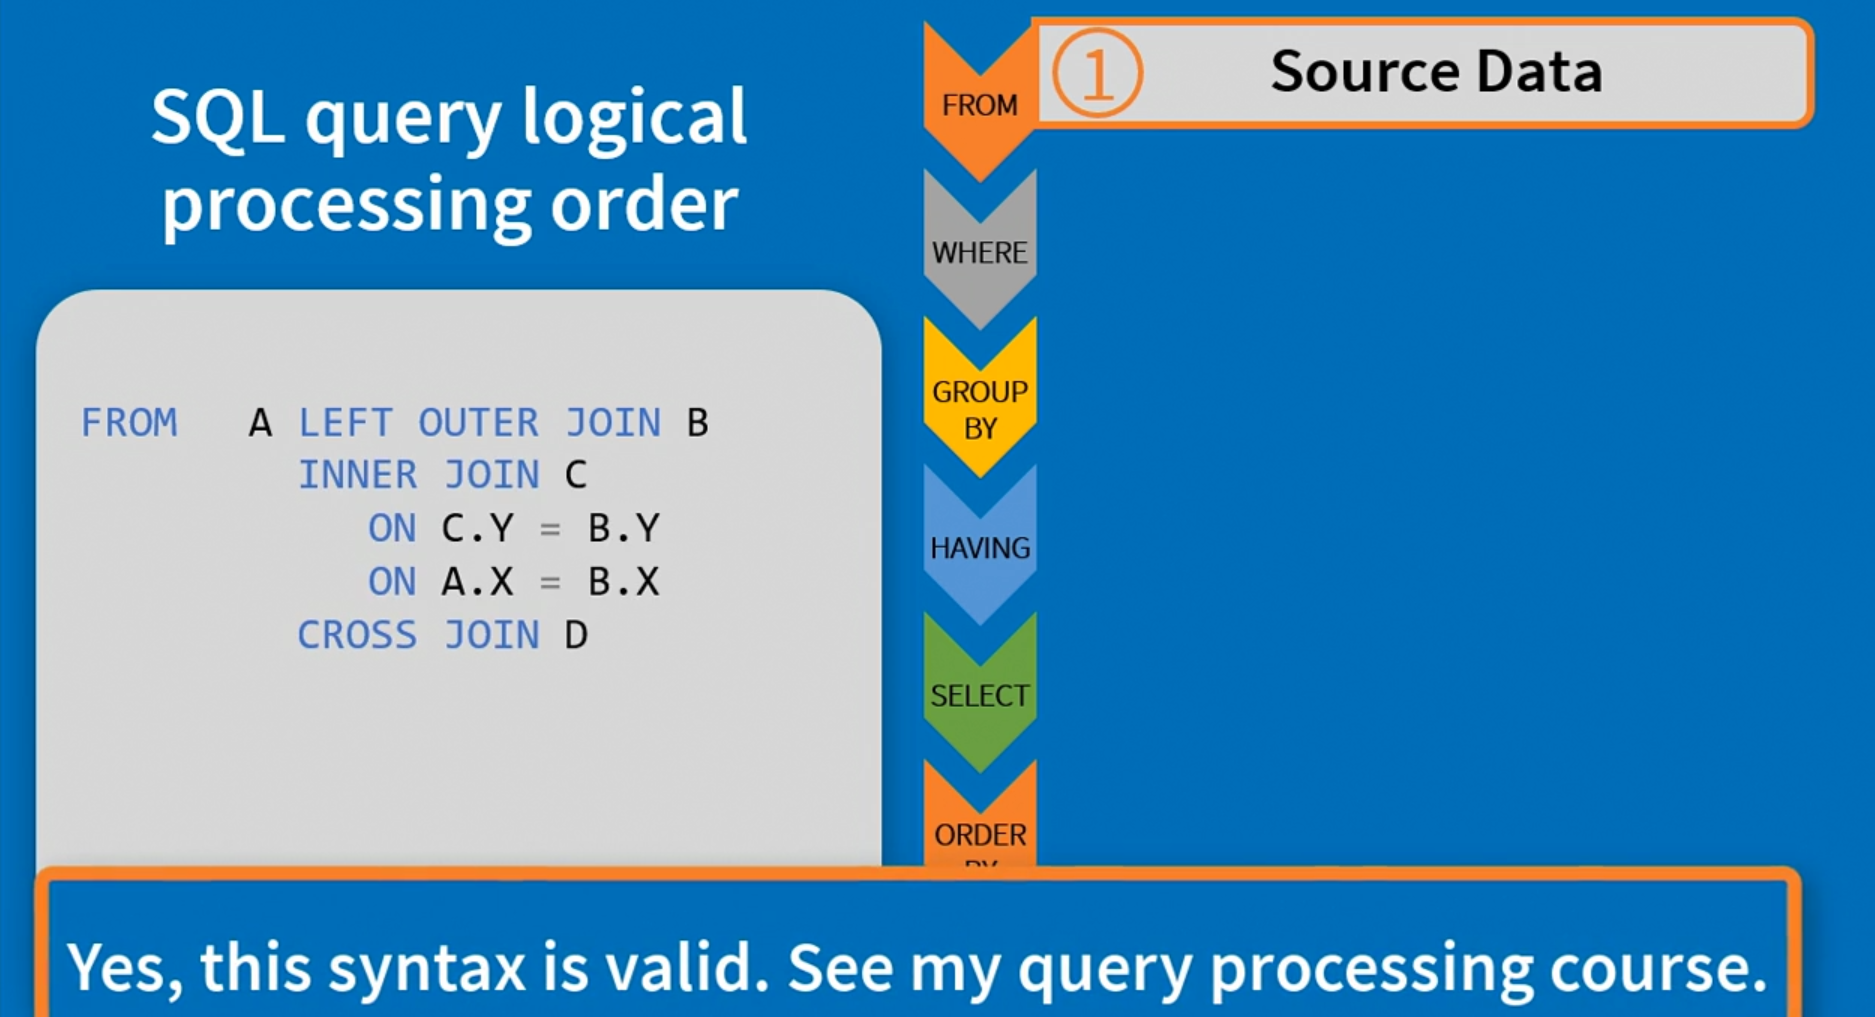 SQL query logical
processing order
FROM A LEFT OUTER JOIN B
INNER JOIN C
ON C.Y = B.Y
ON A.X = B.X
CROSS JOIN D
FROM
① Source Data
WHERE
GROUP
BY
HAVING
SELECT
ORDER
BY
Yes, this syntax is valid. See my query processing course.